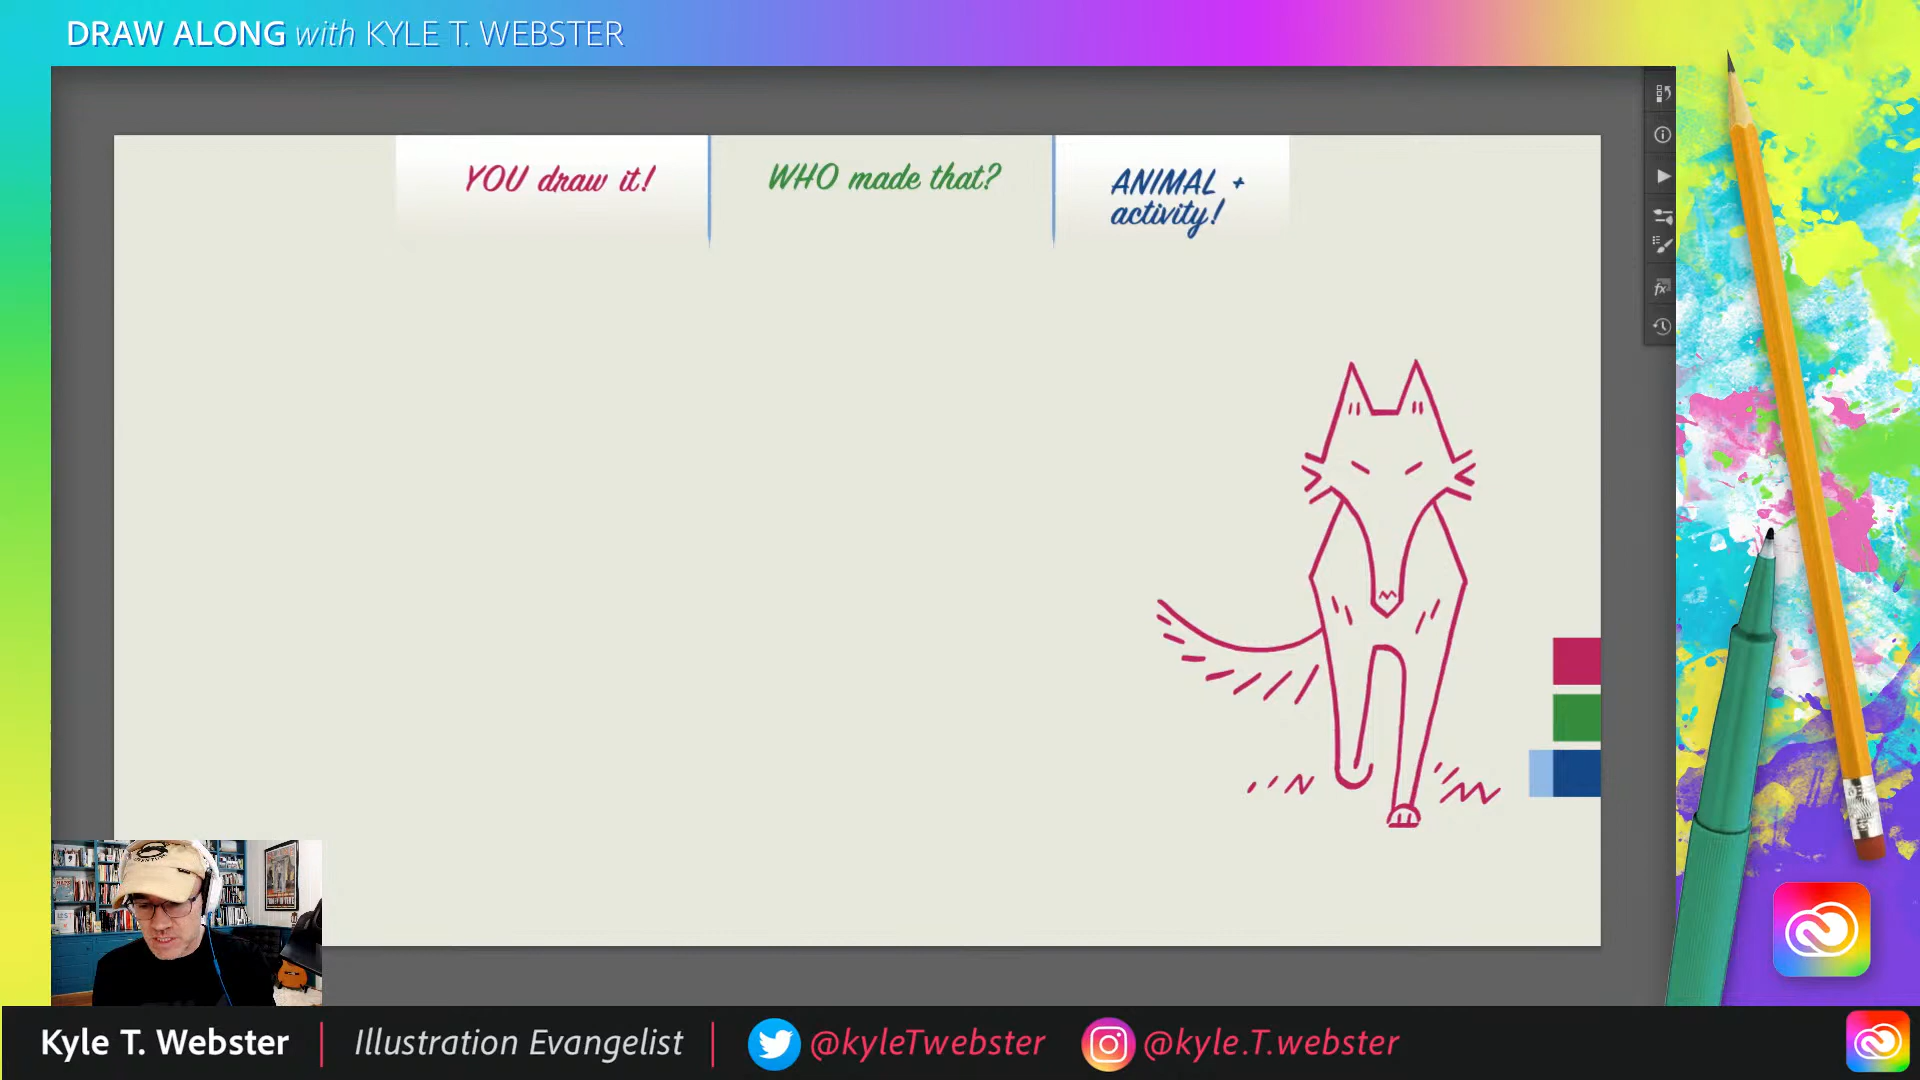 DRAW ALONG with KYLE T. WEBSTER
YOU draw it!
WHO made that?
ANIMAL +
activity!
fx
Kyle T. Webster | Illustration Evangelist | @kyleTwebster @kyle.T.webster